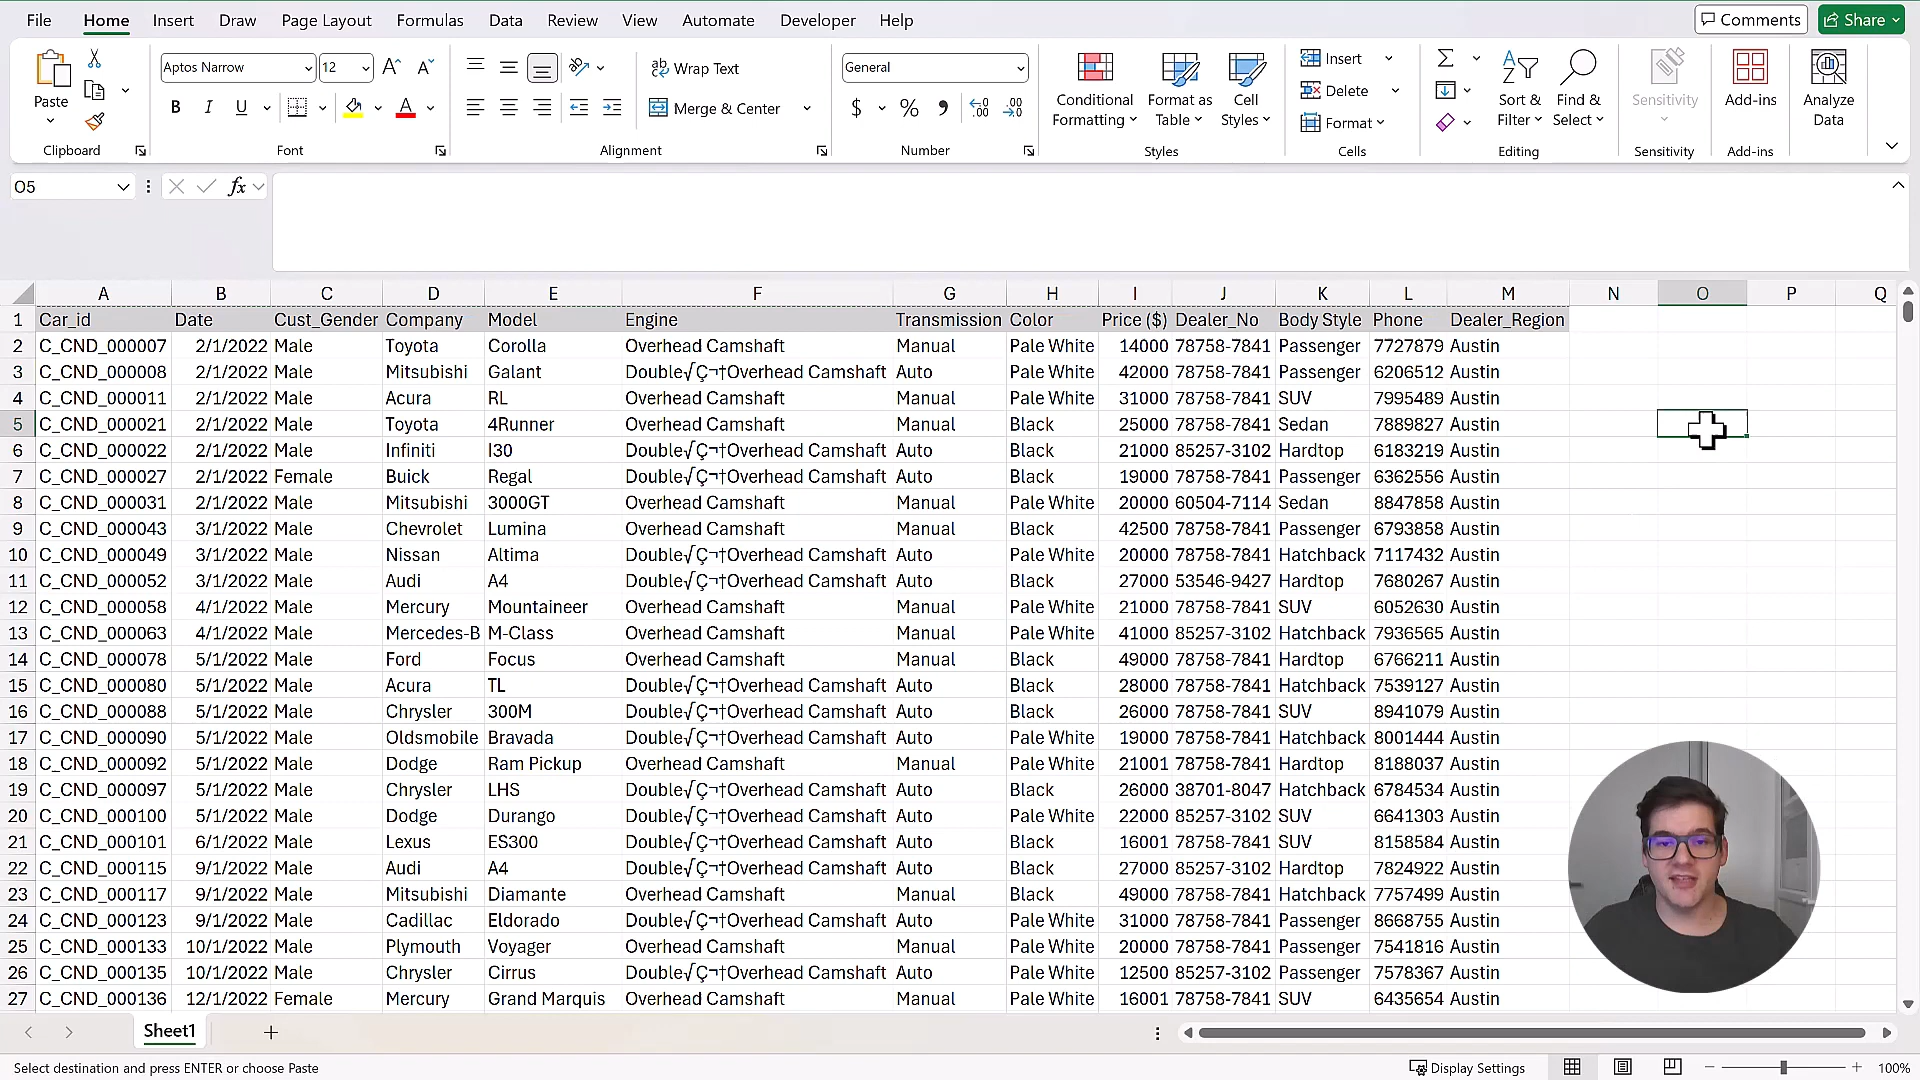 File Home Insert Draw Page Layout Formulas Data Review View Automate Developer Help Comments Share
Paste
Clipboard
Aptos Narrow 12
B I U A
Font
Wrap Text
Merge & Center
Alignment
General
$ % ,
Number
Conditional Formatting
Format as Table
Cell Styles
Styles
Insert
Delete
Format
Cells
Sort & Filter
Find & Select
Editing
Sensitivity
Sensitivity
Add-ins
Add-ins
Analyze Data
O5 fx
A B C D E F G H I J K L M N O P Q
1 Car_id Date Cust_Gender Company Model Engine Transmission Color Price ($) Dealer_No Body Style Phone Dealer_Region
2 C_CND_000007 2/1/2022 Male Toyota Corolla Overhead Camshaft Manual Pale White 14000 78758-7841 Passenger 7727879 Austin
3 C_CND_000008 2/1/2022 Male Mitsubishi Galant Double√Ç¬†Overhead Camshaft Auto Pale White 42000 78758-7841 Passenger 6206512 Austin
4 C_CND_000011 2/1/2022 Male Acura RL Overhead Camshaft Manual Pale White 31000 78758-7841 SUV 7995489 Austin
5 C_CND_000021 2/1/2022 Male Toyota 4Runner Overhead Camshaft Manual Black 25000 78758-7841 Sedan 7889827 Austin
6 C_CND_000022 2/1/2022 Male Infiniti I30 Double√Ç¬†Overhead Camshaft Auto Black 21000 85257-3102 Hardtop 6183219 Austin
7 C_CND_000027 2/1/2022 Female Buick Regal Double√Ç¬†Overhead Camshaft Auto Black 19000 78758-7841 Passenger 6362556 Austin
8 C_CND_000031 2/1/2022 Male Mitsubishi 3000GT Overhead Camshaft Manual Pale White 20000 60504-7114 Sedan 8847858 Austin
9 C_CND_000043 3/1/2022 Male Chevrolet Lumina Overhead Camshaft Manual Black 42500 78758-7841 Passenger 6793858 Austin
10 C_CND_000049 3/1/2022 Male Nissan Altima Double√Ç¬†Overhead Camshaft Auto Pale White 20000 78758-7841 Hatchback 7117432 Austin
11 C_CND_000052 3/1/2022 Male Audi A4 Double√Ç¬†Overhead Camshaft Auto Black 27000 53546-9427 Hardtop 7680267 Austin
12 C_CND_000058 4/1/2022 Male Mercury Mountaineer Overhead Camshaft Manual Pale White 21000 78758-7841 SUV 6052630 Austin
13 C_CND_000063 4/1/2022 Male Mercedes-B M-Class Overhead Camshaft Manual Pale White 41000 85257-3102 Hatchback 7936565 Austin
14 C_CND_000078 5/1/2022 Male Ford Focus Overhead Camshaft Manual Black 49000 78758-7841 Hardtop 6766211 Austin
15 C_CND_000080 5/1/2022 Male Acura TL Double√Ç¬†Overhead Camshaft Auto Black 28000 78758-7841 Hatchback 7539127 Austin
16 C_CND_000088 5/1/2022 Male Chrysler 300M Double√Ç¬†Overhead Camshaft Auto Black 26000 78758-7841 SUV 8941079 Austin
17 C_CND_000090 5/1/2022 Male Oldsmobile Bravada Double√Ç¬†Overhead Camshaft Auto Pale White 19000 78758-7841 Hatchback 8001444 Austin
18 C_CND_000092 5/1/2022 Male Dodge Ram Pickup Overhead Camshaft Manual Pale White 21001 78758-7841 Hardtop 8188037 Austin
19 C_CND_000097 5/1/2022 Male Chrysler LHS Double√Ç¬†Overhead Camshaft Auto Black 26000 38701-8047 Hatchback 6784534 Austin
20 C_CND_000100 5/1/2022 Male Dodge Durango Double√Ç¬†Overhead Camshaft Auto Pale White 22000 85257-3102 SUV 6641303 Austin
21 C_CND_000101 6/1/2022 Male Lexus ES300 Double√Ç¬†Overhead Camshaft Auto Black 16001 78758-7841 SUV 8158584 Austin
22 C_CND_000115 9/1/2022 Male Audi A4 Double√Ç¬†Overhead Camshaft Auto Black 27000 85257-3102 Hardtop 7824922 Austin
23 C_CND_000117 9/1/2022 Male Mitsubishi Diamante Overhead Camshaft Manual Black 49000 78758-7841 Hatchback 7757499 Austin
24 C_CND_000123 9/1/2022 Male Cadillac Eldorado Double√Ç¬†Overhead Camshaft Auto Pale White 31000 78758-7841 Passenger 8668755 Austin
25 C_CND_000133 10/1/2022 Male Plymouth Voyager Overhead Camshaft Manual Pale White 20000 78758-7841 Passenger 7541816 Austin
26 C_CND_000135 10/1/2022 Male Chrysler Cirrus Double√Ç¬†Overhead Camshaft Auto Pale White 12500 85257-3102 Passenger 7578367 Austin
27 C_CND_000136 12/1/2022 Female Mercury Grand Marquis Overhead Camshaft Manual Pale White 16001 78758-7841 SUV 6435654 Austin
Sheet1
Select destination and press ENTER or choose Paste Display Settings 100%